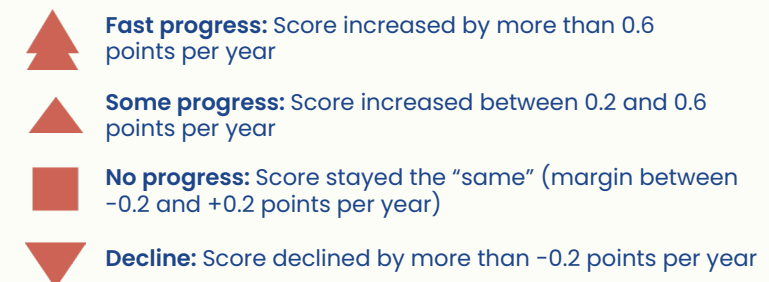 Fast progress: Score increased by more than 0.6
points per year
Some progress: Score increased between 0.2 and 0.6
points per year
No progress: Score stayed the “same” (margin between
-0.2 and +0.2 points per year)
Decline: Score declined by more than -0.2 points per year